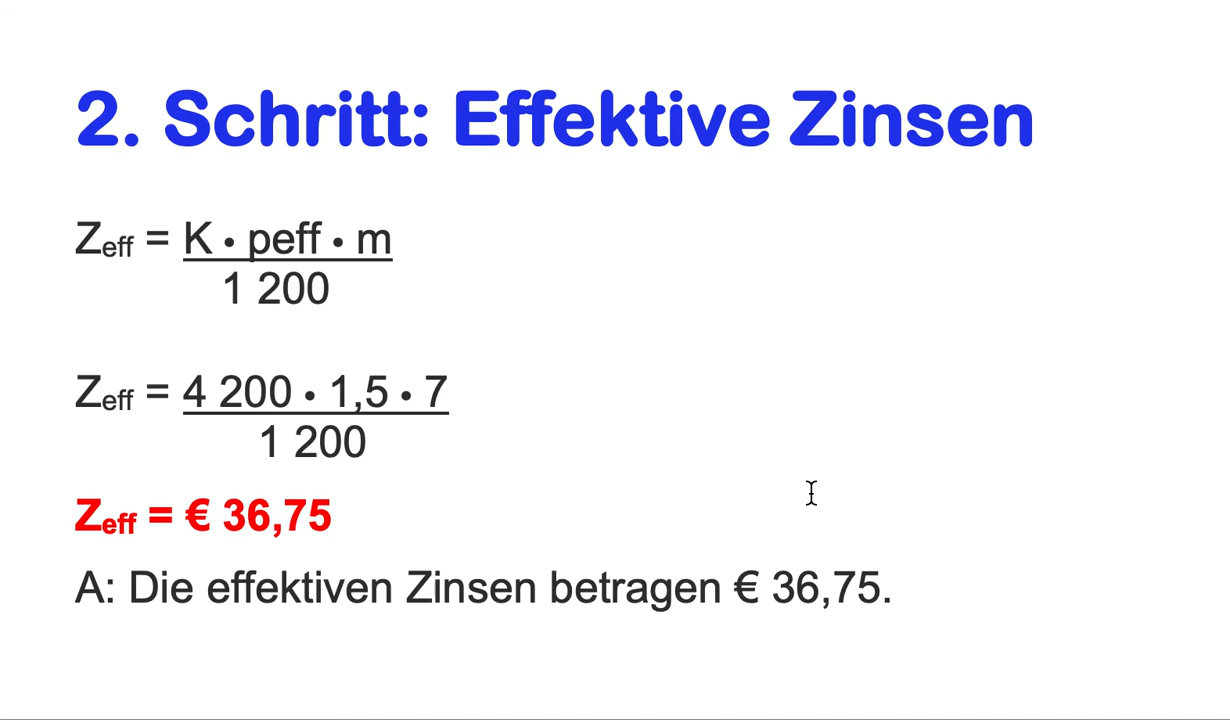 2. Schritt: Effektive Zinsen
Zeff = K • peff • m
1 200
Zeff = 4 200 • 1,5 • 7
1 200
Zeff = € 36,75
A: Die effektiven Zinsen betragen € 36,75.